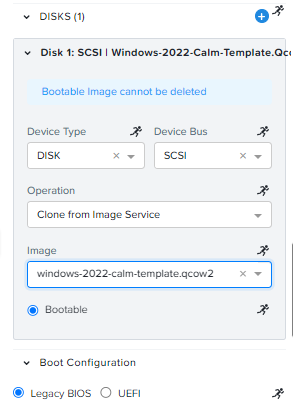 DISKS (1)
Disk 1: SCSI | Windows-2022-Calm-Template.Qc
Bootable Image cannot be deleted
Device Type Device Bus
DISK SCSI
Operation
Clone from Image Service
Image
windows-2022-calm-template.qcow2
Bootable
Boot Configuration
Legacy BIOS UEFI